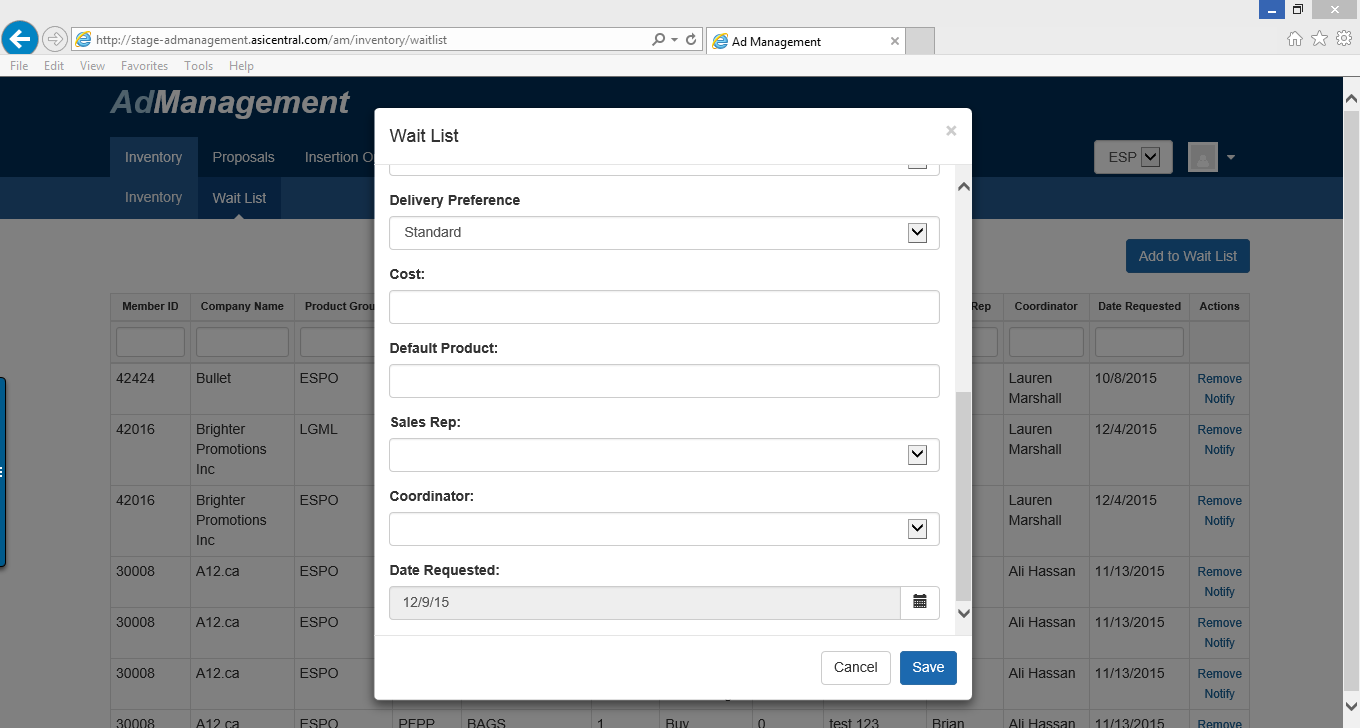 http://stage-admanagement.asicentral.com/am/inventory/waitlist
Ad Management
File Edit View Favorites Tools Help
AdManagement
Inventory Proposals Insertion O
ESP
Inventory Wait List
Wait List
Delivery Preference
Standard
Cost:
Default Product:
Sales Rep:
Coordinator:
Date Requested:
12/9/15
Cancel Save
Add to Wait List
Member ID Company Name Product Grou Rep Coordinator Date Requested Actions
42424 Bullet ESPO Lauren 10/8/2015 Remove
Marshall Notify
42016 Brighter LGML Lauren 12/4/2015 Remove
Promotions Marshall Notify
Inc
42016 Brighter ESPO Lauren 12/4/2015 Remove
Promotions Marshall Notify
Inc
30008 A12.ca ESPO Ali Hassan 11/13/2015 Remove
Notify
30008 A12.ca ESPO Ali Hassan 11/13/2015 Remove
Notify
30008 A12.ca ESPO Ali Hassan 11/13/2015 Remove
Notify
30008 A12.ca ESPO PEPP BAGS 1 Buy 0 test 123 Brian Ali Hassan 11/13/2015 Remove